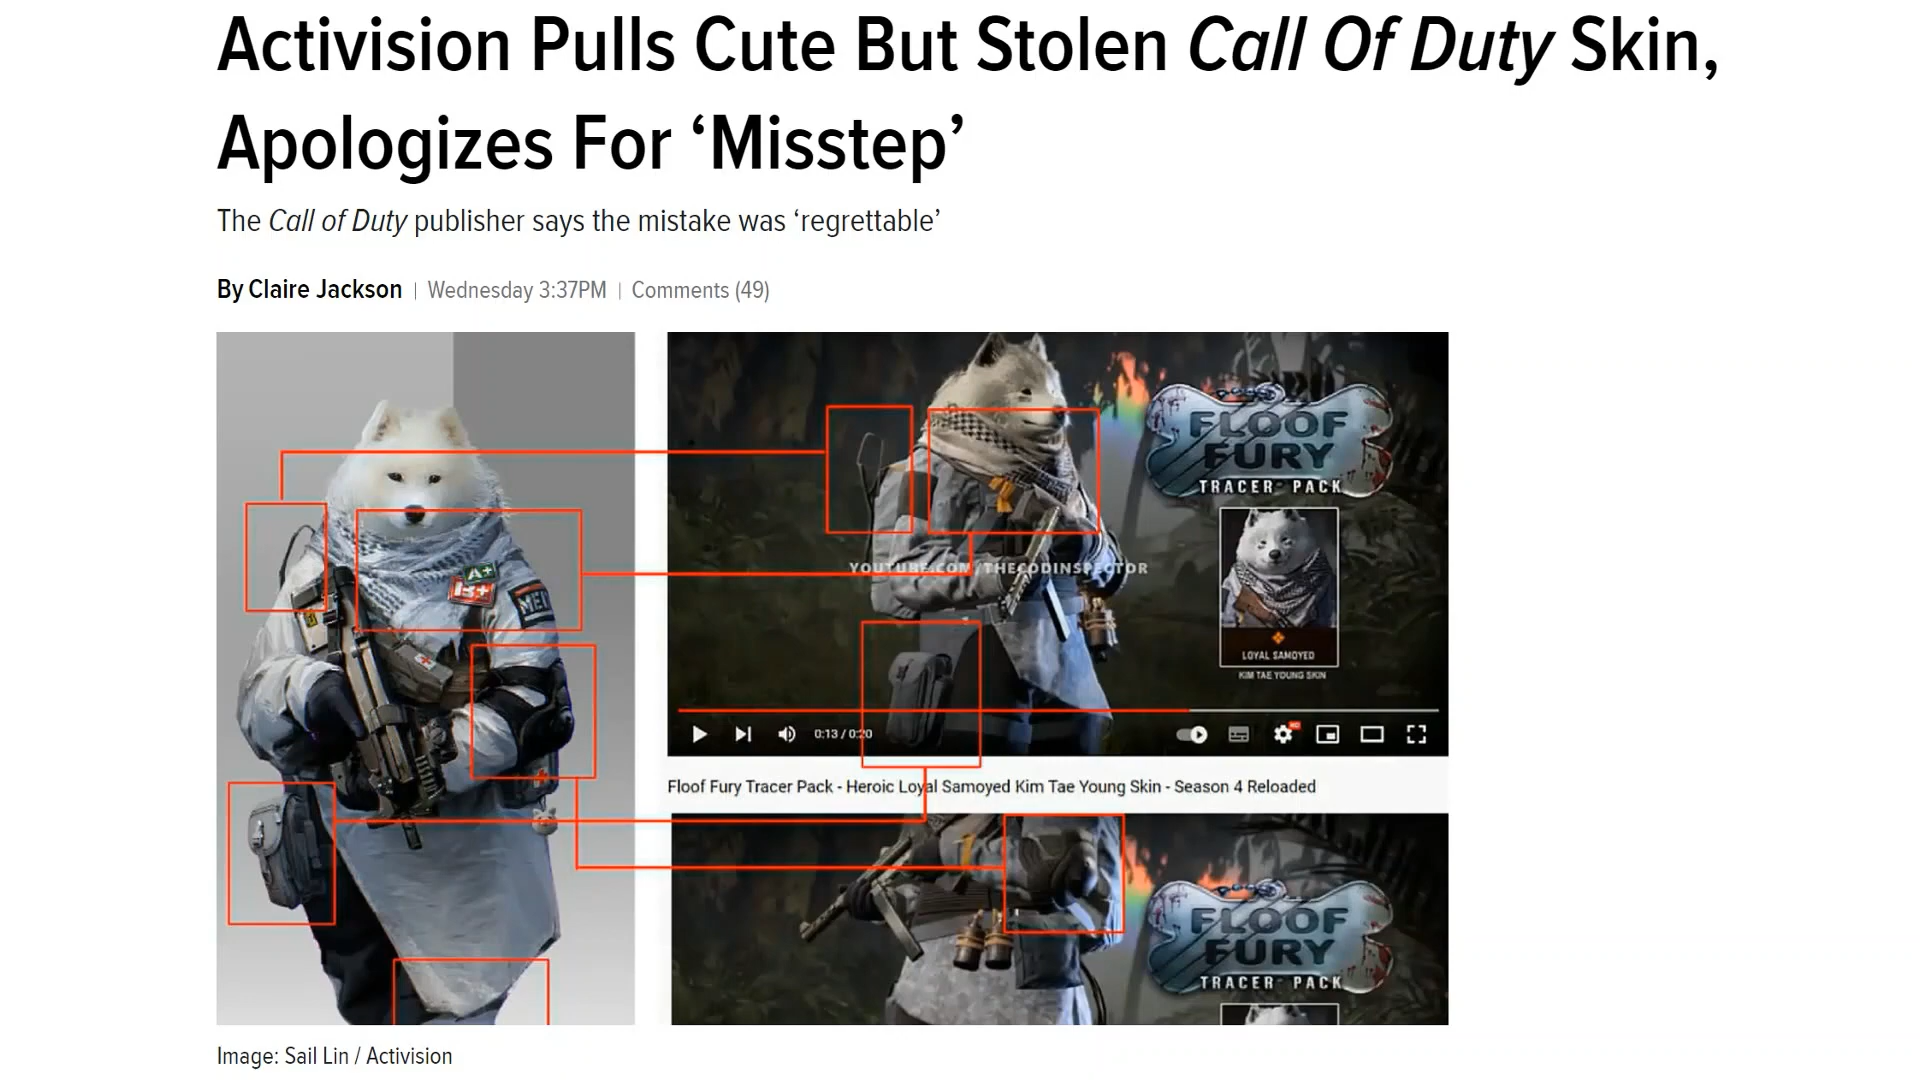 Activision Pulls Cute But Stolen Call Of Duty Skin,
Apologizes For ‘Misstep’
The Call of Duty publisher says the mistake was ‘regrettable’
By Claire Jackson | Wednesday 3:37PM | Comments (49)
A+
B+
MED
FLOOF
FURY
TRACER PACK
YOUTUBE.COM/THECODINSPECTOR
LOYAL SAMOYED
KIM TAE YOUNG SKIN
0:13 / 0:20
HD
Floof Fury Tracer Pack - Heroic Loyal Samoyed Kim Tae Young Skin - Season 4 Reloaded
FLOOF
FURY
TRACER PACK
Image: Sail Lin / Activision